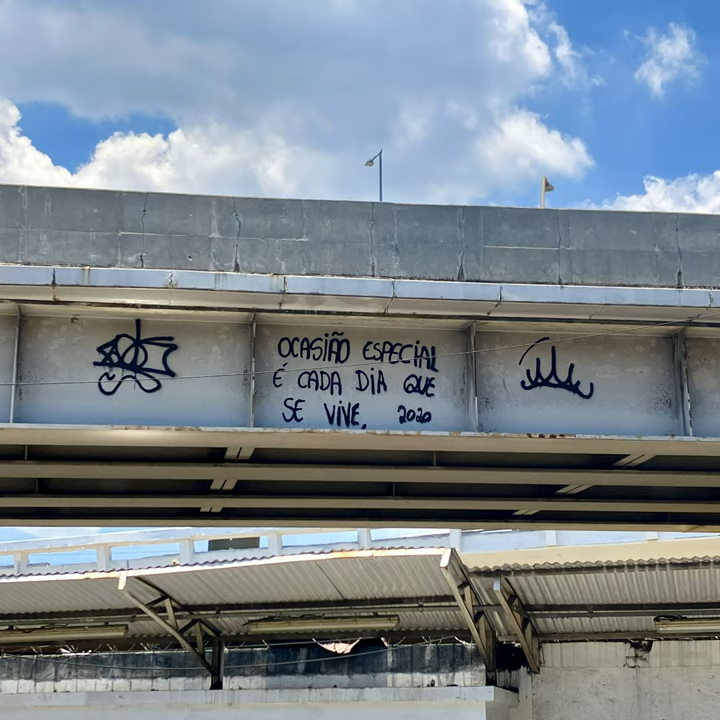 OCASIÃO ESPECIAL
É CADA DIA QUE
SE VIVE. 2020